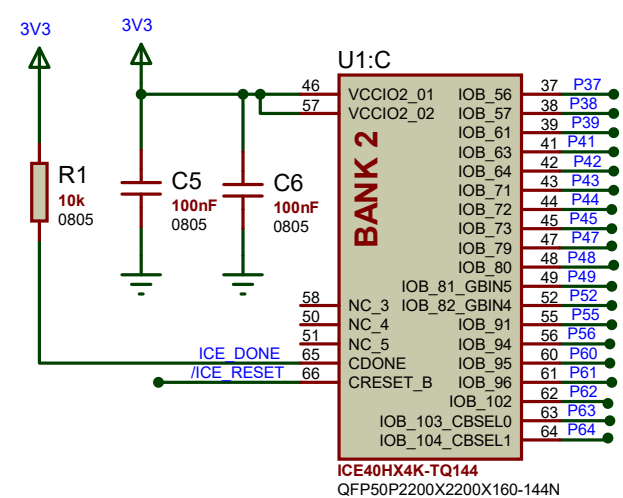 3V3
3V3
U1:C
R1
10k
0805
C5
100nF
0805
C6
100nF
0805
BANK 2
46 VCCIO2_01
57 VCCIO2_02
58 NC_3
50 NC_4
51 NC_5
ICE_DONE 65 CDONE
/ICE_RESET 66 CRESET_B
IOB_56 37 P37
IOB_57 38 P38
IOB_61 39 P39
IOB_63 41 P41
IOB_64 42 P42
IOB_71 43 P43
IOB_72 44 P44
IOB_73 45 P45
IOB_79 47 P47
IOB_80 48 P48
IOB_81_GBIN5 49 P49
IOB_82_GBIN4 52 P52
IOB_91 55 P55
IOB_94 56 P56
IOB_95 60 P60
IOB_96 61 P61
IOB_102 62 P62
IOB_103_CBSEL0 63 P63
IOB_104_CBSEL1 64 P64
ICE40HX4K-TQ144
QFP50P2200X2200X160-144N